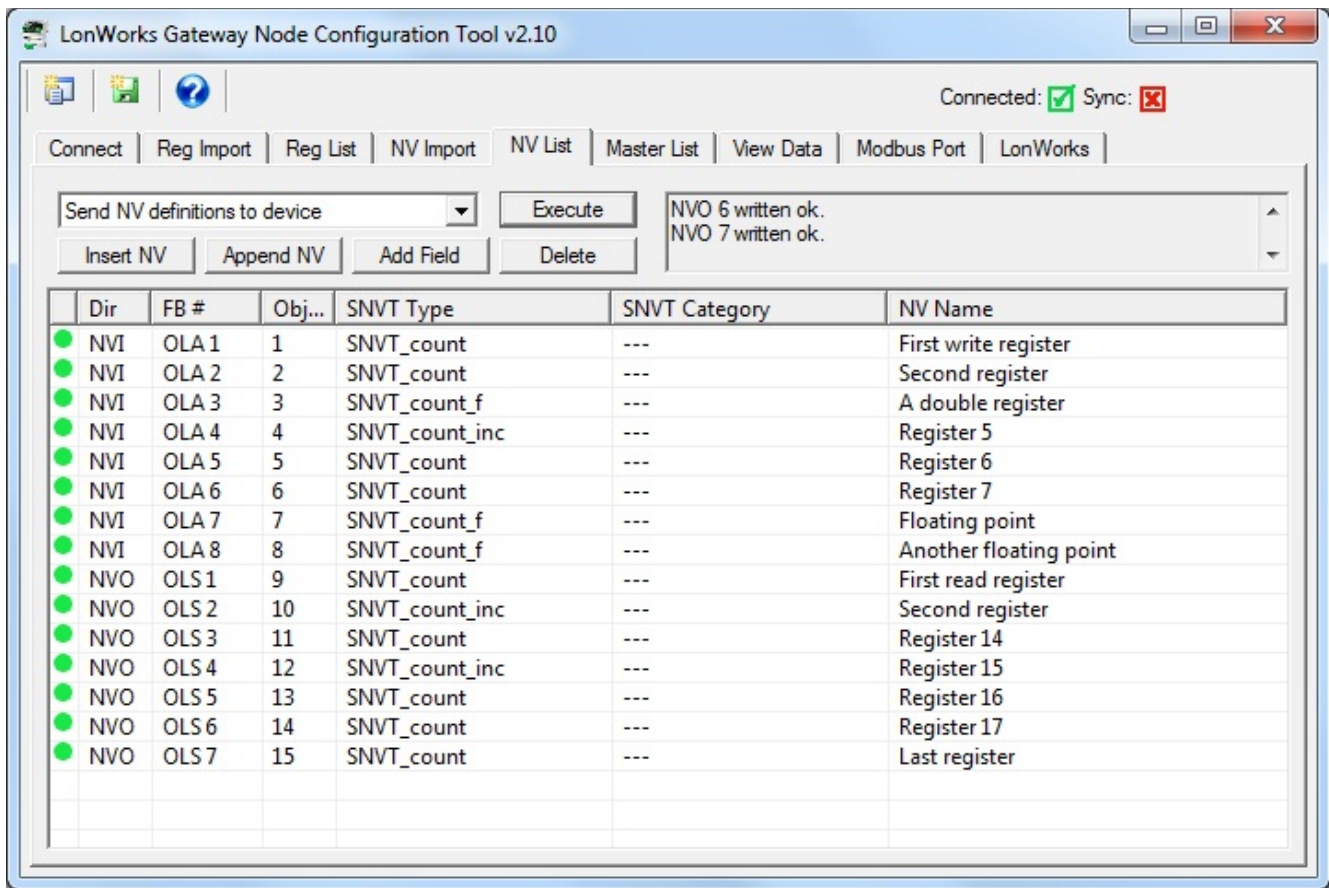 LonWorks Gateway Node Configuration Tool v2.10
Connected: Sync:
Connect Reg Import Reg List NV Import NV List Master List View Data Modbus Port LonWorks
Send NV definitions to device Execute NVO 6 written ok.
NVO 7 written ok.
Insert NV Append NV Add Field Delete
Dir FB # Obj... SNVT Type SNVT Category NV Name
NVI OLA 1 1 SNVT_count --- First write register
NVI OLA 2 2 SNVT_count --- Second register
NVI OLA 3 3 SNVT_count_f --- A double register
NVI OLA 4 4 SNVT_count_inc --- Register 5
NVI OLA 5 5 SNVT_count --- Register 6
NVI OLA 6 6 SNVT_count --- Register 7
NVI OLA 7 7 SNVT_count_f --- Floating point
NVI OLA 8 8 SNVT_count_f --- Another floating point
NVO OLS 1 9 SNVT_count --- First read register
NVO OLS 2 10 SNVT_count_inc --- Second register
NVO OLS 3 11 SNVT_count --- Register 14
NVO OLS 4 12 SNVT_count_inc --- Register 15
NVO OLS 5 13 SNVT_count --- Register 16
NVO OLS 6 14 SNVT_count --- Register 17
NVO OLS 7 15 SNVT_count --- Last register